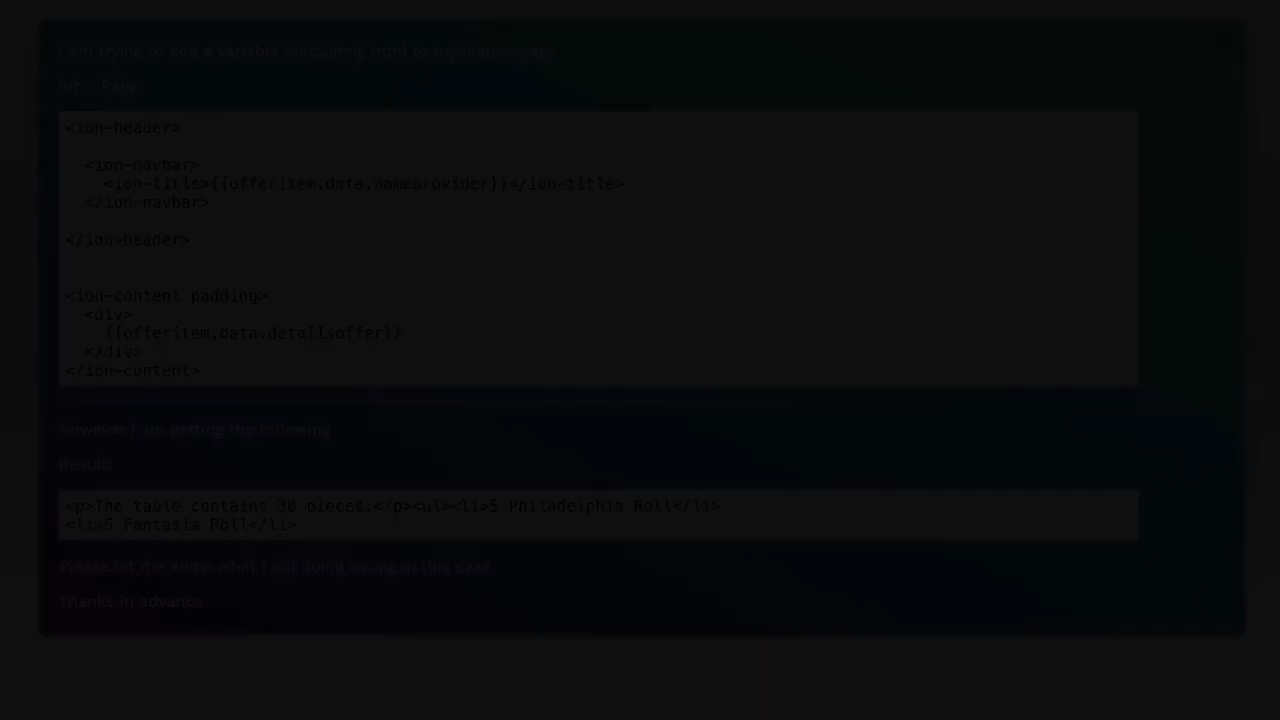 I am trying to add a variable containing html to my ionic page
Ionic Page
<ion-header>
<ion-navbar>
<ion-title>{{offeritem.data.nameprovider}}</ion-title>
</ion-navbar>
</ion-header>
<ion-content padding>
<div>
{{offeritem.data.detailsoffer}}
</div>
</ion-content>
However I am getting the following
Result:
<p>The table contains 30 pieces:</p><ul><li>5 Philadelphia Roll</li>
<li>5 Fantasia Roll</li>
Please let me know what I am doing wrong in this case.
Thanks in advance